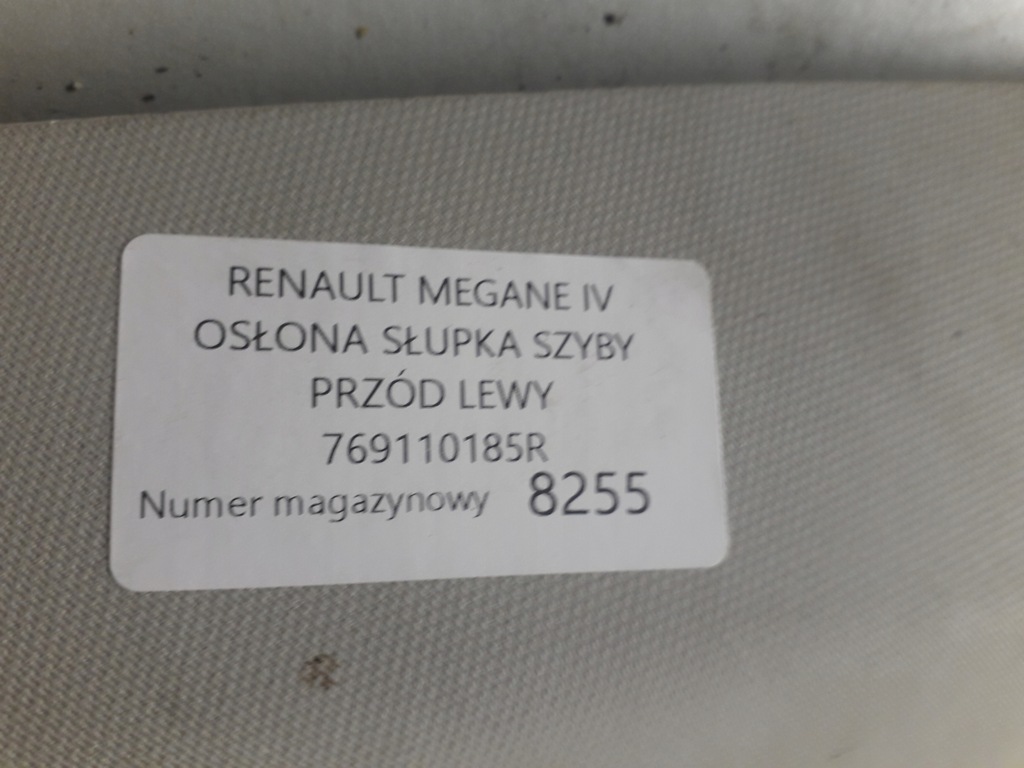 RENAULT MEGANE IV
OSŁONA SŁUPKA SZYBY
PRZÓD LEWY
769110185R
Numer magazynowy 8255